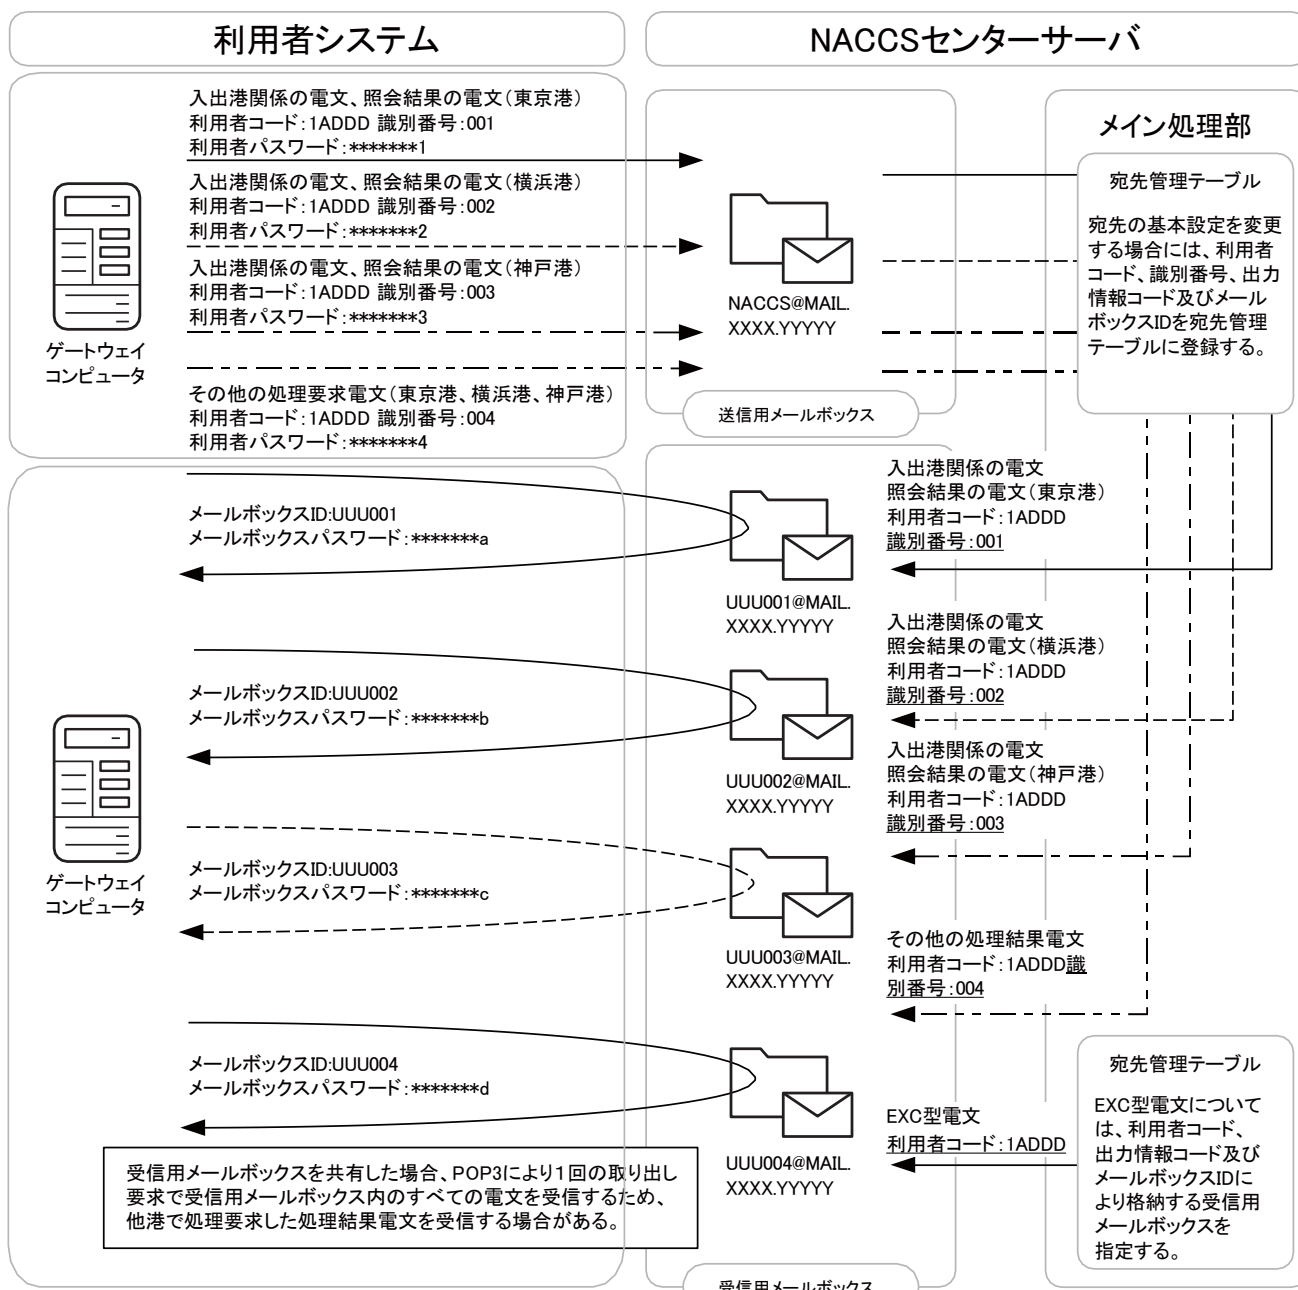 利用者システム
NACCSセンターサーバ
入出港関係の電文、照会結果の電文(東京港)
利用者コード:1ADDD 識別番号:001
利用者パスワード:*******1
入出港関係の電文、照会結果の電文(横浜港)
利用者コード:1ADDD 識別番号:002
利用者パスワード:*******2
入出港関係の電文、照会結果の電文(神戸港)
利用者コード:1ADDD 識別番号:003
利用者パスワード:*******3
その他の処理要求電文(東京港、横浜港、神戸港)
利用者コード:1ADDD 識別番号:004
利用者パスワード:*******4
ゲートウェイ
コンピュータ
NACCS@MAIL.
XXXX.YYYYY
送信用メールボックス
メイン処理部
宛先管理テーブル
宛先の基本設定を変更
する場合には、利用者
コード、識別番号、出力
情報コード及びメール
ボックスIDを宛先管理
テーブルに登録する。
メールボックスID:UUU001
メールボックスパスワード:*******a
UUU001@MAIL.
XXXX.YYYYY
入出港関係の電文
照会結果の電文(東京港)
利用者コード:1ADDD
識別番号:001
メールボックスID:UUU002
メールボックスパスワード:*******b
UUU002@MAIL.
XXXX.YYYYY
入出港関係の電文
照会結果の電文(横浜港)
利用者コード:1ADDD
識別番号:002
ゲートウェイ
コンピュータ
メールボックスID:UUU003
メールボックスパスワード:*******c
UUU003@MAIL.
XXXX.YYYYY
入出港関係の電文
照会結果の電文(神戸港)
利用者コード:1ADDD
識別番号:003
その他の処理結果電文
利用者コード:1ADDD識
別番号:004
メールボックスID:UUU004
メールボックスパスワード:*******d
UUU004@MAIL.
XXXX.YYYYY
EXC型電文
利用者コード:1ADDD
宛先管理テーブル
EXC型電文について
は、利用者コード、
出力情報コード及び
メールボックスIDに
より格納する受信用
メールボックスを
指定する。
受信用メールボックスを共有した場合、POP3により1回の取り出し
要求で受信用メールボックス内のすべての電文を受信するため、
他港で処理要求した処理結果電文を受信する場合がある。
受信用メールボックス